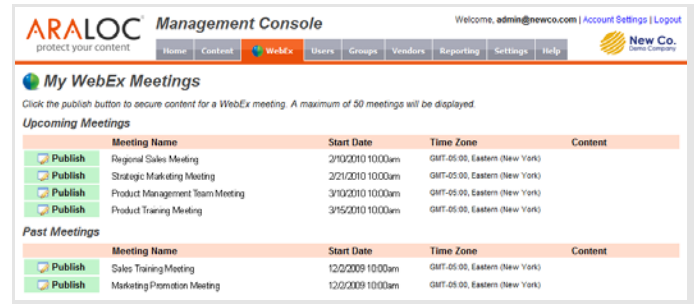 ARALOC
protect your content
Management Console
Welcome, admin@newco.com | Account Settings | Logout
Home Content WebEx Users Groups Vendors Reporting Settings Help
New Co.
Demo Company
My WebEx Meetings
Click the publish button to secure content for a WebEx meeting. A maximum of 50 meetings will be displayed.
Upcoming Meetings
Meeting Name Start Date Time Zone Content
Publish Regional Sales Meeting 2/10/2010 10:00am GMT-05:00, Eastern (New York)
Publish Strategic Marketing Meeting 2/21/2010 10:00am GMT-05:00, Eastern (New York)
Publish Product Management Team Meeting 3/10/2010 10:00am GMT-05:00, Eastern (New York)
Publish Product Training Meeting 3/15/2010 10:00am GMT-05:00, Eastern (New York)
Past Meetings
Meeting Name Start Date Time Zone Content
Publish Sales Training Meeting 12/2/2009 10:00am GMT-05:00, Eastern (New York)
Publish Marketing Promotion Meeting 12/2/2009 10:00am GMT-05:00, Eastern (New York)